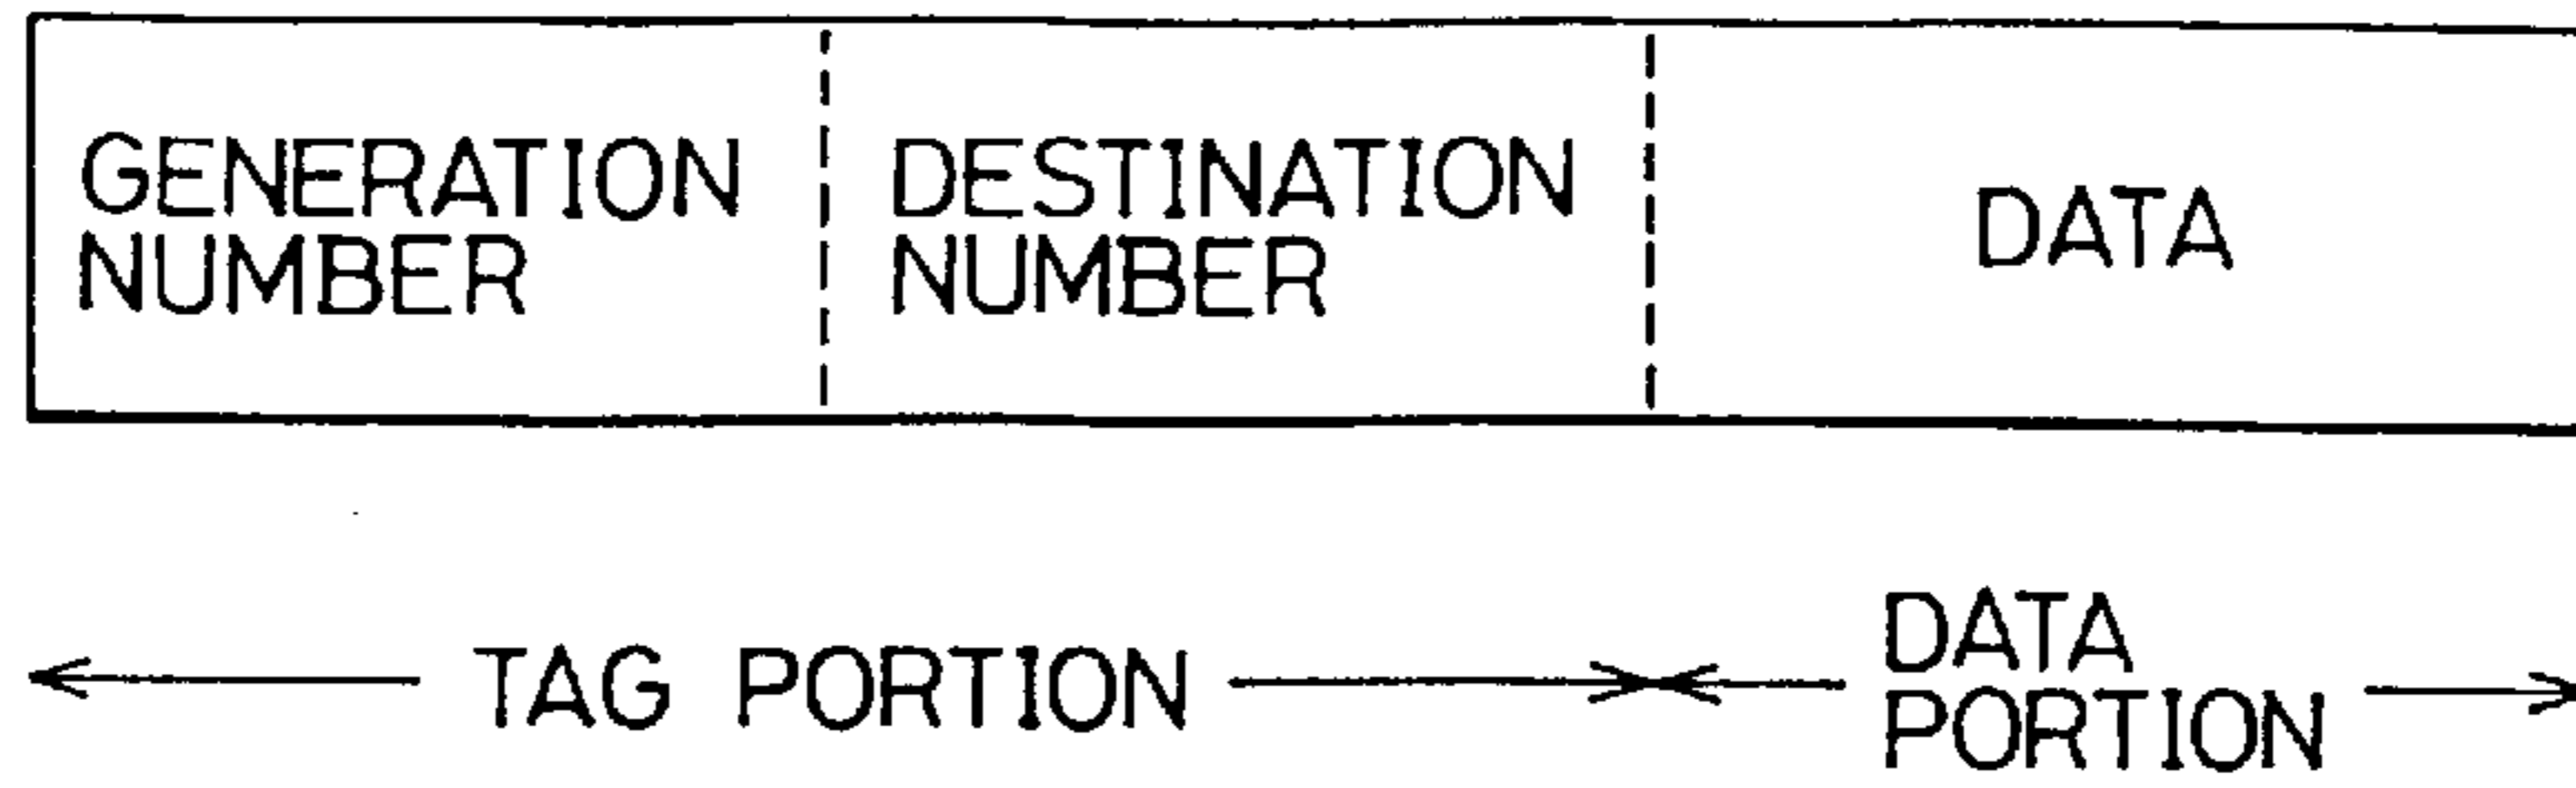 GENERATION
NUMBER
DESTINATION
NUMBER
DATA
TAG PORTION
DATA
PORTION